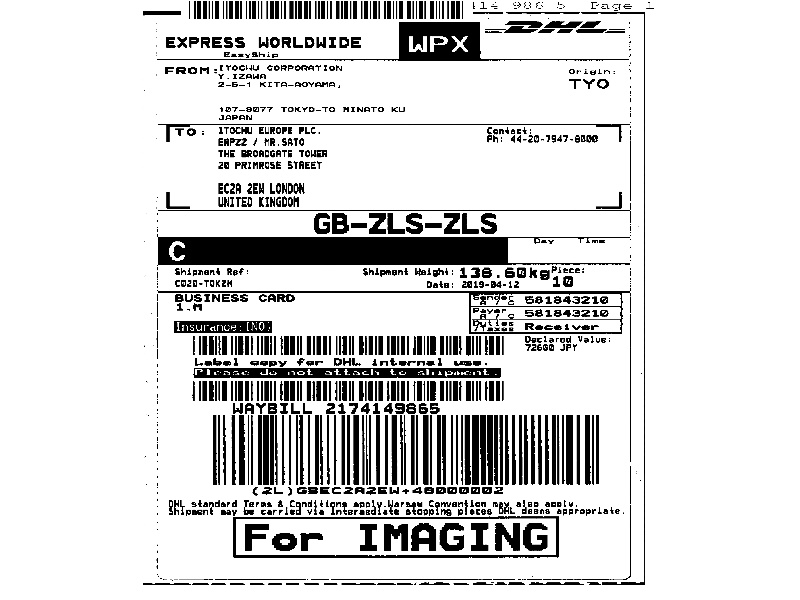 114 986 5 Page 1
DHL
EXPRESS WORLDWIDE
EasyShip
WPX
FROM: ITOCHU CORPORATION
Y.IZAWA
2-5-1 KITA-AOYAMA,
107-8077 TOKYO-TO MINATO KU
JAPAN
Origin:
TYO
TO: ITOCHU EUROPE PLC.
EHPZZ / MR.SATO
THE BROADGATE TOWER
20 PRIMROSE STREET
EC2A 2EW LONDON
UNITED KINGDOM
Contact:
Ph: 44-20-7947-8000
GB-ZLS-ZLS
C
Day Time
Shipment Ref:
CO20-TOKZM
Shipment Weight: 138.60kg
Date: 2019-04-12
Piece:
10
BUSINESS CARD
1.M
Insurance:[NO]
Sender A / C 581843210
Payer A / C 581843210
Duties /Taxes Receiver
Declared Value:
72600 JPY
Label copy for DHL internal use.
Please do not attach to shipment.
WAYBILL 2174149865
(2L)GBEC2A2EW+48000002
DHL standard Terms & Conditions apply.Warsaw Convention may also apply.
Shipment may be carried via intermediate stopping places DHL deems appropriate.
For IMAGING